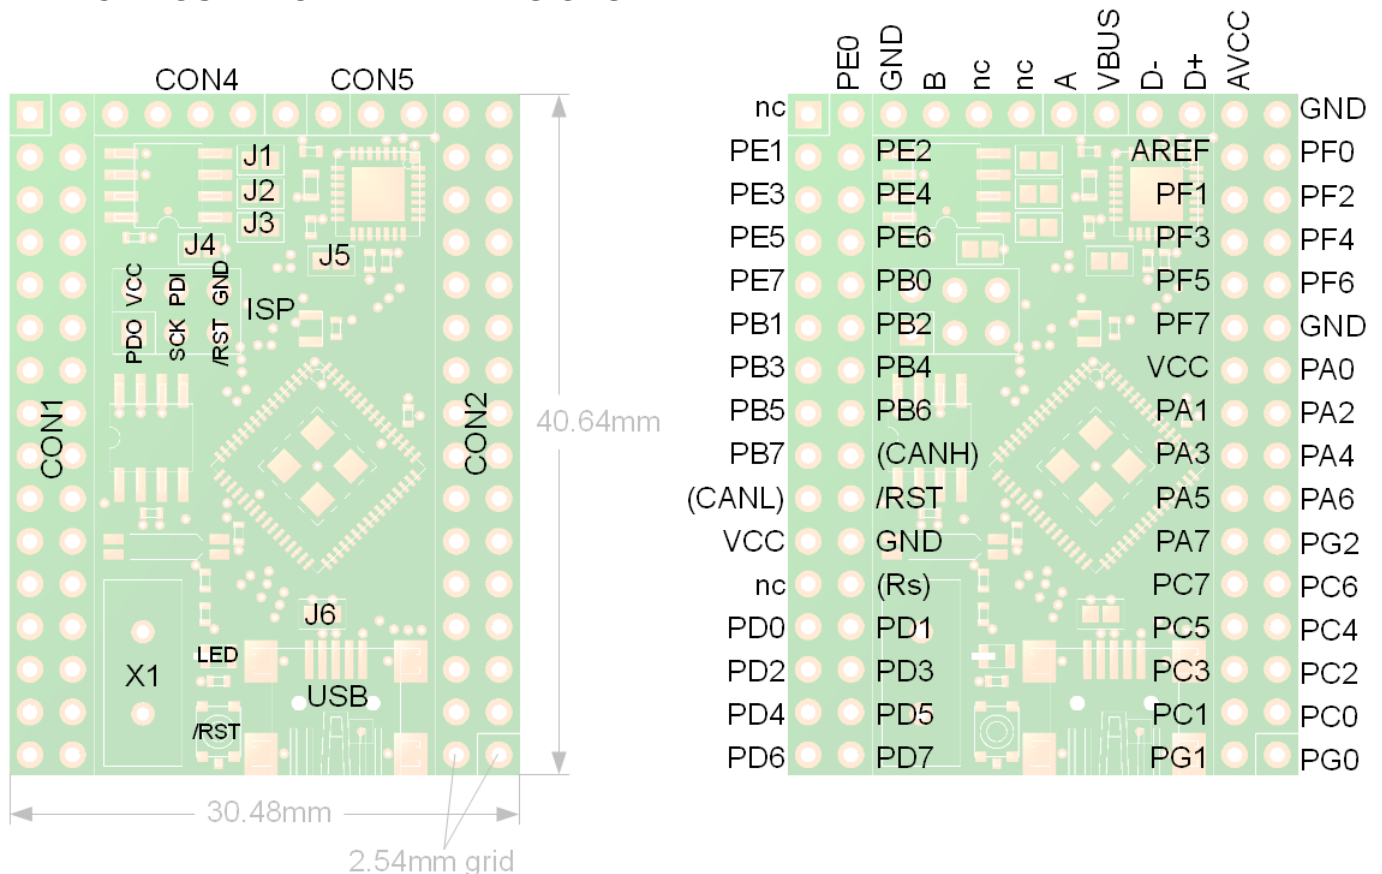 CON4 CON5
J1
J2
J3
J4
J5
VCC PDI GND
ISP
PDO SCK /RST
CON1
CON2
40.64mm
J6
LED
X1
USB
/RST
30.48mm
2.54mm grid
PE0 GND B nc nc A VBUS D- D+ AVCC
nc GND
PE1 PE2 AREF PF0
PE3 PE4 PF1 PF2
PE5 PE6 PF3 PF4
PE7 PB0 PF5 PF6
PB1 PB2 PF7 GND
PB3 PB4 VCC PA0
PB5 PB6 PA1 PA2
PB7 (CANH) PA3 PA4
(CANL) /RST PA5 PA6
VCC GND PA7 PG2
nc (Rs) PC7 PC6
PD0 PD1 PC5 PC4
PD2 PD3 PC3 PC2
PD4 PD5 PC1 PC0
PD6 PD7 PG1 PG0